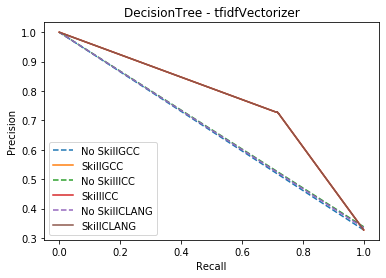 DecisionTree - tfidfVectorizer
1.0
0.9
0.8
0.7
0.6
0.5
0.4
0.3
Precision
No SkillGCC
SkillGCC
No SkillICC
SkillICC
No SkillCLANG
SkillCLANG
0.0 0.2 0.4 0.6 0.8 1.0
Recall